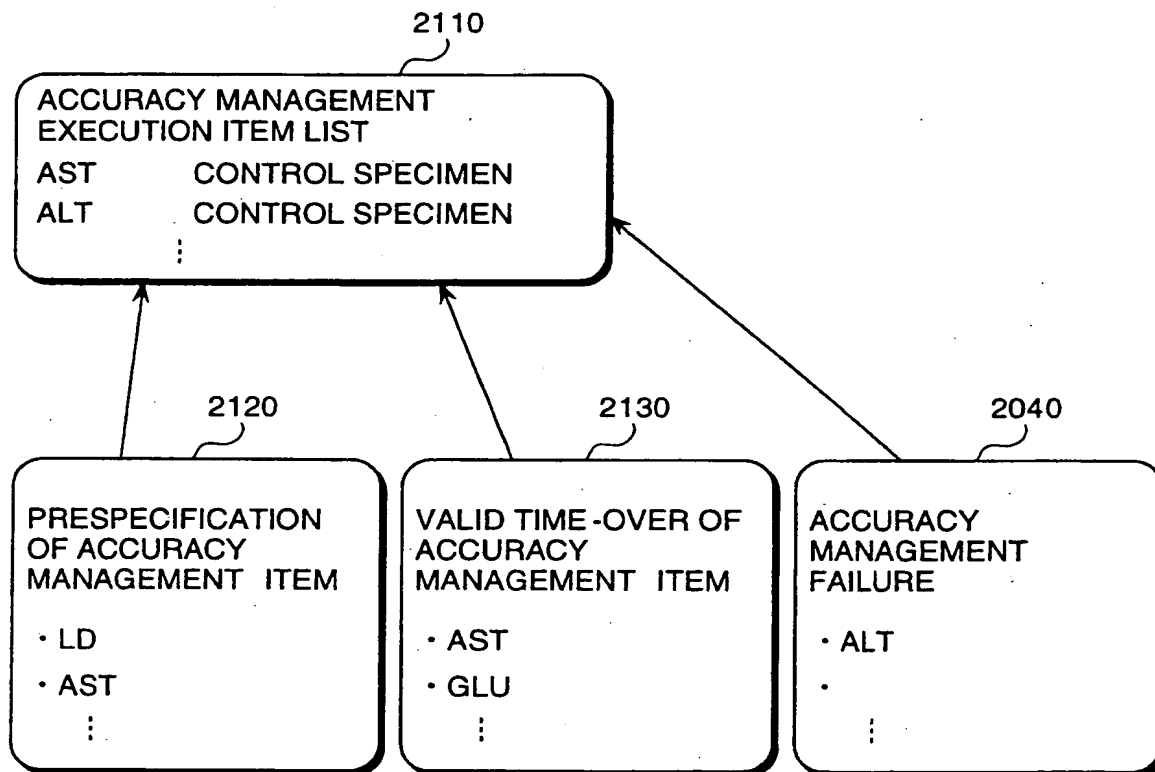 2110
ACCURACY MANAGEMENT
EXECUTION ITEM LIST
AST CONTROL SPECIMEN
ALT CONTROL SPECIMEN
2120
PRESPECIFICATION
OF ACCURACY
MANAGEMENT ITEM
・LD
・AST
2130
VALID TIME-OVER OF
ACCURACY
MANAGEMENT ITEM
・AST
・GLU
2040
ACCURACY
MANAGEMENT
FAILURE
・ALT
・